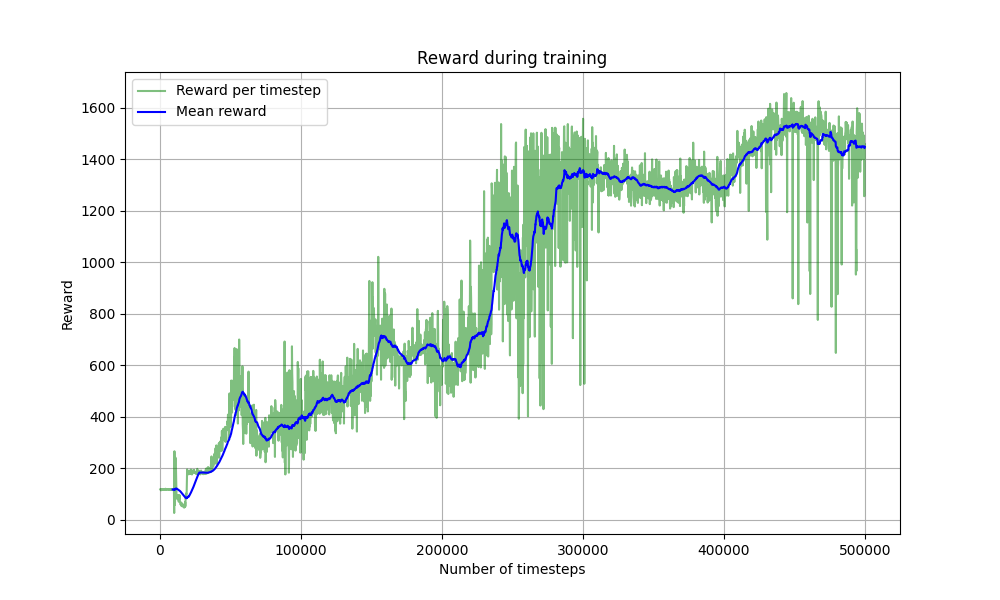 Reward during training
Reward per timestep
Mean reward
1600
1400
1200
1000
800
600
400
200
0
Reward
0 100000 200000 300000 400000 500000
Number of timesteps